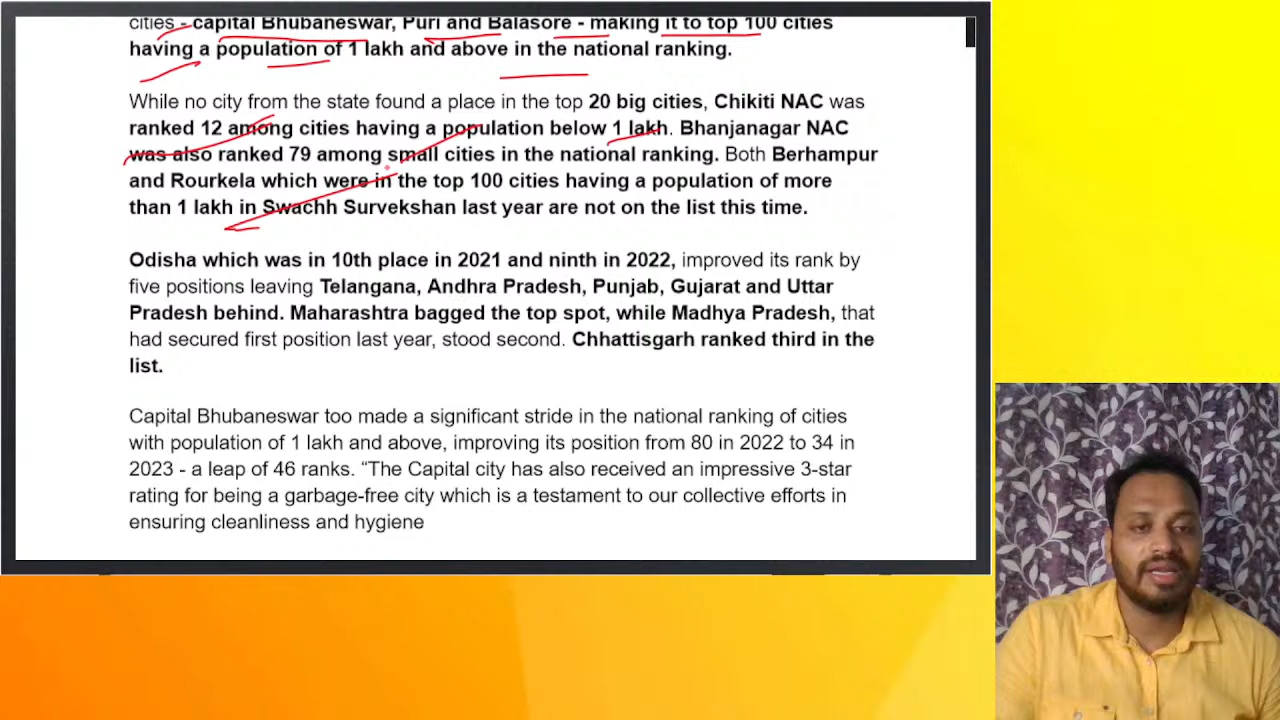 cities - capital Bhubaneswar, Puri and Balasore - making it to top 100 cities
having a population of 1 lakh and above in the national ranking.
While no city from the state found a place in the top 20 big cities, Chikiti NAC was
ranked 12 among cities having a population below 1 lakh. Bhanjanagar NAC
was also ranked 79 among small cities in the national ranking. Both Berhampur
and Rourkela which were in the top 100 cities having a population of more
than 1 lakh in Swachh Survekshan last year are not on the list this time.
Odisha which was in 10th place in 2021 and ninth in 2022, improved its rank by
five positions leaving Telangana, Andhra Pradesh, Punjab, Gujarat and Uttar
Pradesh behind. Maharashtra bagged the top spot, while Madhya Pradesh, that
had secured first position last year, stood second. Chhattisgarh ranked third in the
list.
Capital Bhubaneswar too made a significant stride in the national ranking of cities
with population of 1 lakh and above, improving its position from 80 in 2022 to 34 in
2023 - a leap of 46 ranks. “The Capital city has also received an impressive 3-star
rating for being a garbage-free city which is a testament to our collective efforts in
ensuring cleanliness and hygiene